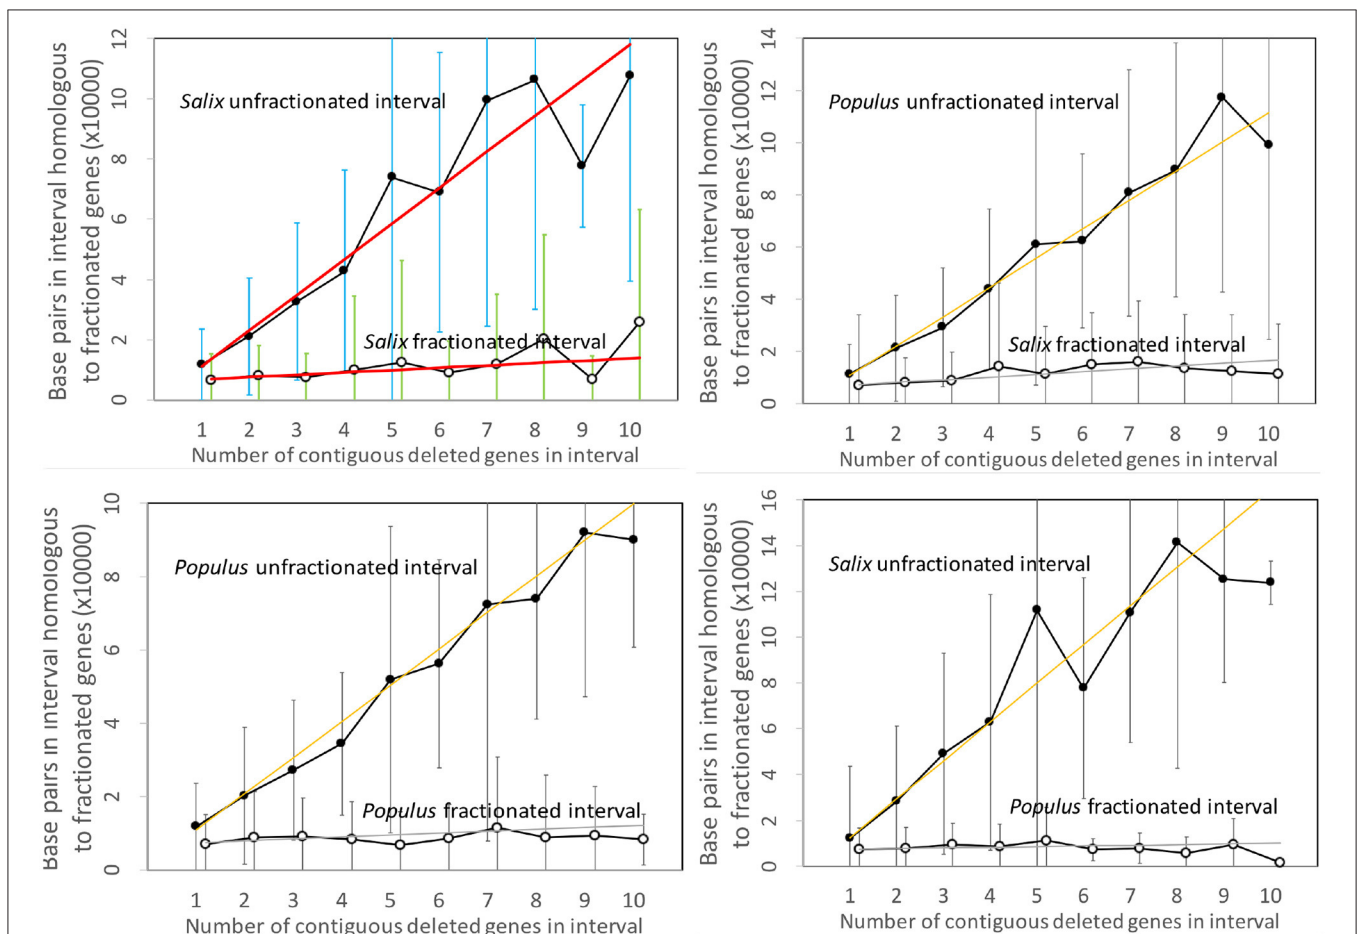 Base pairs in interval homologous
to fractionated genes (x100000)
12
10
8
6
4
2
0
Salix unfractionated interval
Salix fractionated interval
1 2 3 4 5 6 7 8 9 10
Number of contiguous deleted genes in interval
Base pairs in interval homologous
to fractionated genes (x100000)
14
12
10
8
6
4
2
0
Populus unfractionated interval
Salix fractionated interval
1 2 3 4 5 6 7 8 9 10
Number of contiguous deleted genes in interval
Base pairs in interval homologous
to fractionated genes (x100000)
10
8
6
4
2
0
Populus unfractionated interval
Populus fractionated interval
1 2 3 4 5 6 7 8 9 10
Number of contiguous deleted genes in interval
Base pairs in interval homologous
to fractionated genes (x100000)
16
14
12
10
8
6
4
2
0
Salix unfractionated interval
Populus fractionated interval
1 2 3 4 5 6 7 8 9 10
Number of contiguous deleted genes in interval